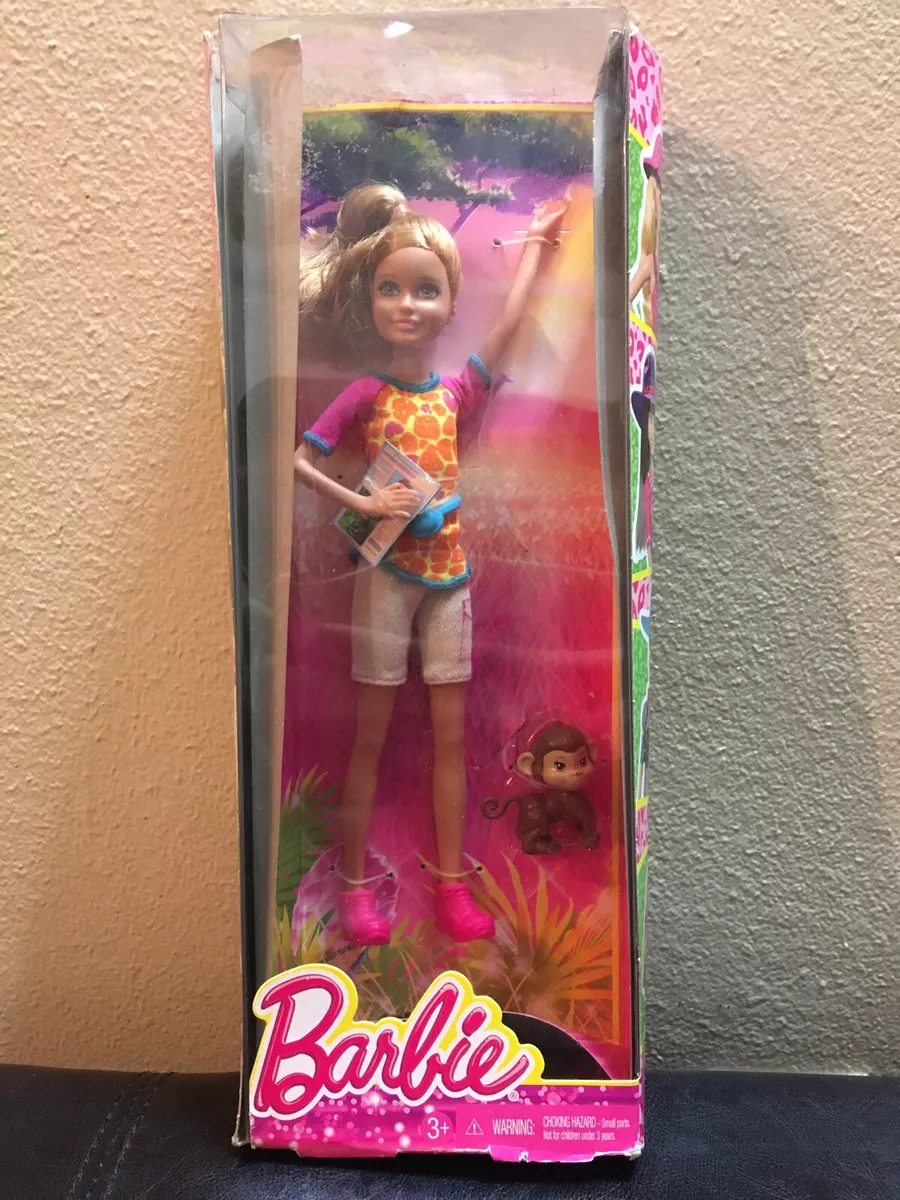 Barbie®
3+ ⚠ WARNING: CHOKING HAZARD – Small parts.
Not for children under 3 years.